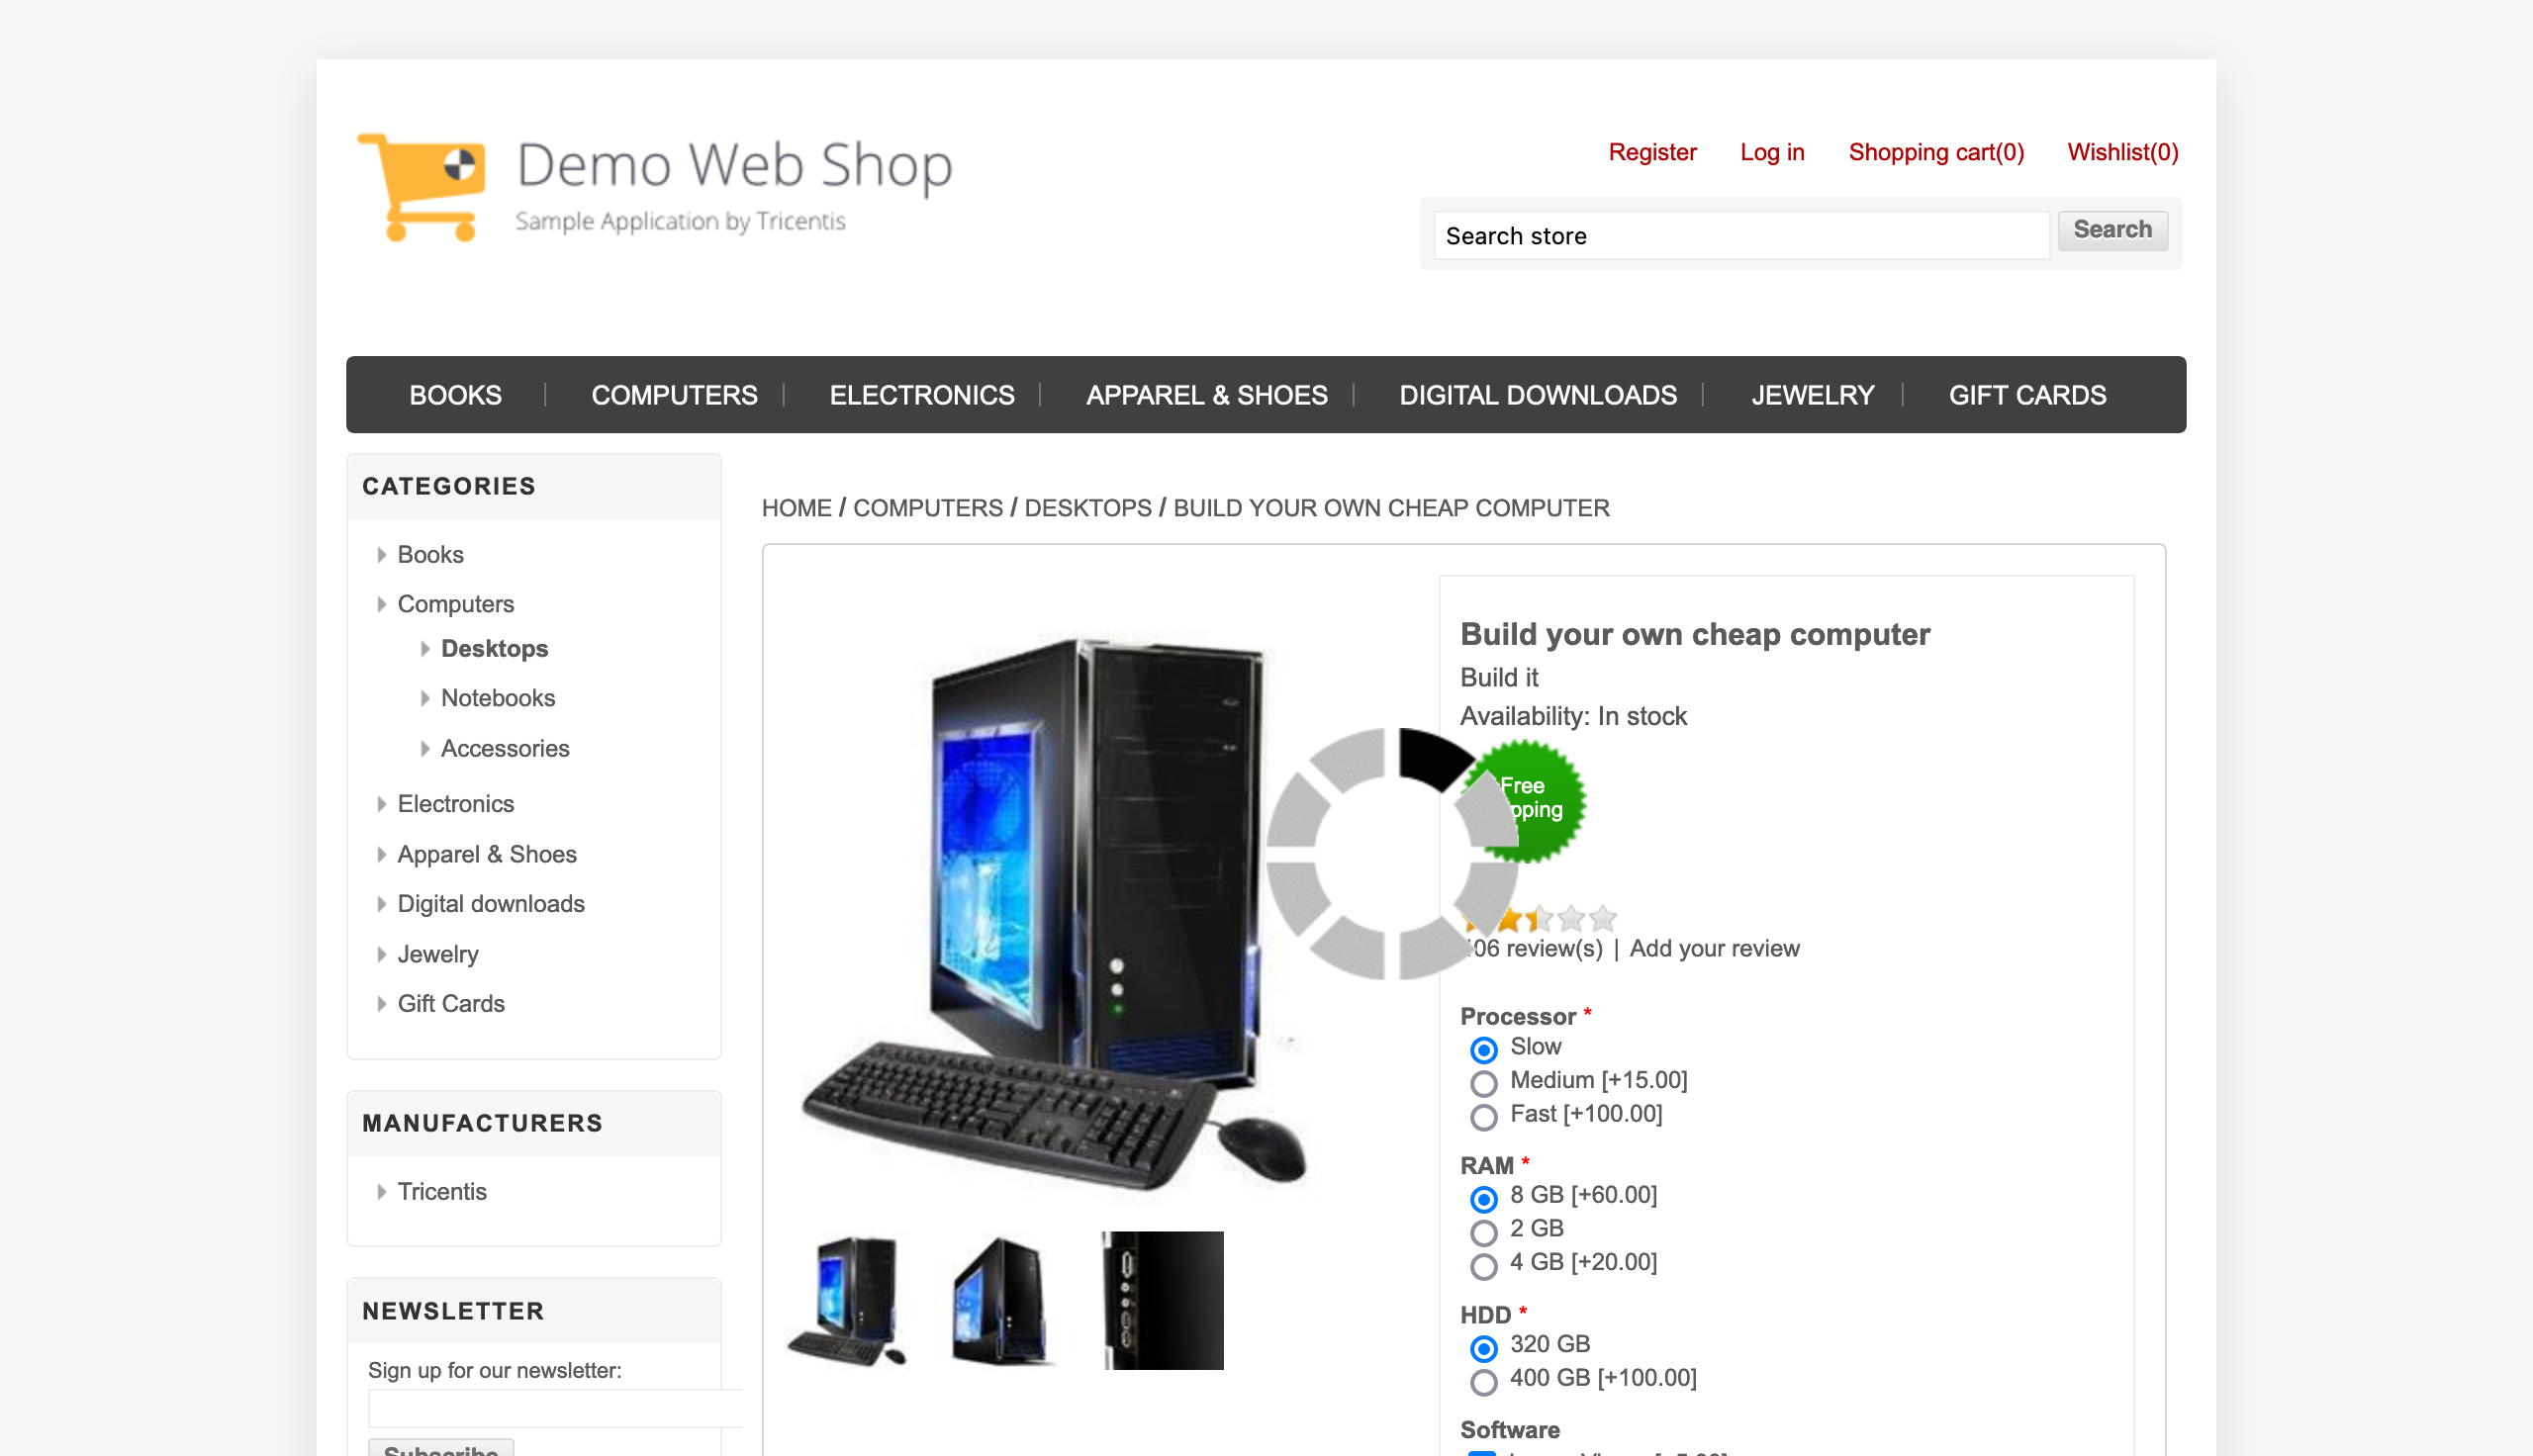 Demo Web Shop
Sample Application by Tricentis
Register Log in Shopping cart(0) Wishlist(0)
Search store Search
BOOKS COMPUTERS ELECTRONICS APPAREL & SHOES DIGITAL DOWNLOADS JEWELRY GIFT CARDS
CATEGORIES
Books
Computers
Desktops
Notebooks
Accessories
Electronics
Apparel & Shoes
Digital downloads
Jewelry
Gift Cards
MANUFACTURERS
Tricentis
NEWSLETTER
Sign up for our newsletter:
Subscribe
HOME / COMPUTERS / DESKTOPS / BUILD YOUR OWN CHEAP COMPUTER
Build your own cheap computer
Build it
Availability: In stock
Free
review(s) | Add your review
Processor *
Slow
Medium [+15.00]
Fast [+100.00]
RAM *
8 GB [+60.00]
2 GB
4 GB [+20.00]
HDD *
320 GB
400 GB [+100.00]
Software